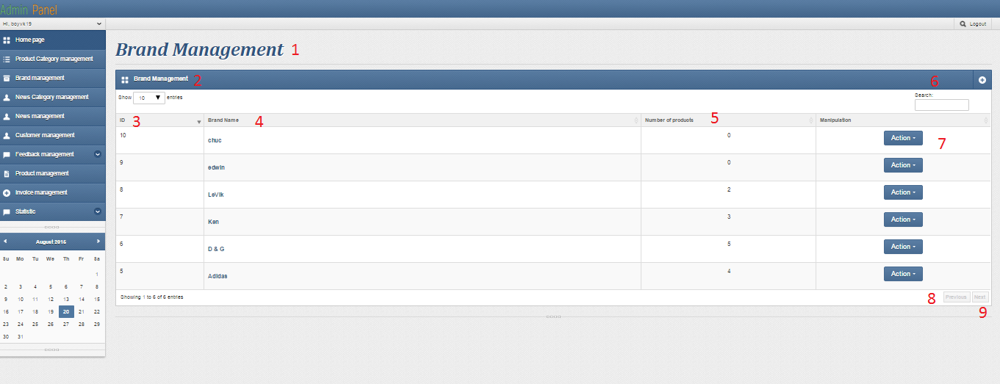 Admin Panel
Hi, boyvk19
Logout
Home page
Product Category management
Brand management
News Category management
News management
Customer management
Feedback management
Product management
Invoice management
Statistic
August 2015
Su Mo Tu We Th Fr Sa
1
2 3 4 5 6 7 8
9 10 11 12 13 14 15
16 17 18 19 20 21 22
23 24 25 26 27 28 29
30 31
Brand Management 1
Brand Management 2
6
Show 10 entries
Search:
ID 3 Brand Name 4 Number of products 5 Manipulation
10 chuc 0 Action 7
9 edwin 0 Action
8 LeVik 2 Action
7 Ken 3 Action
6 D & G 5 Action
5 Adidas 4 Action
Showing 1 to 6 of 6 entries 8 Previous Next
9